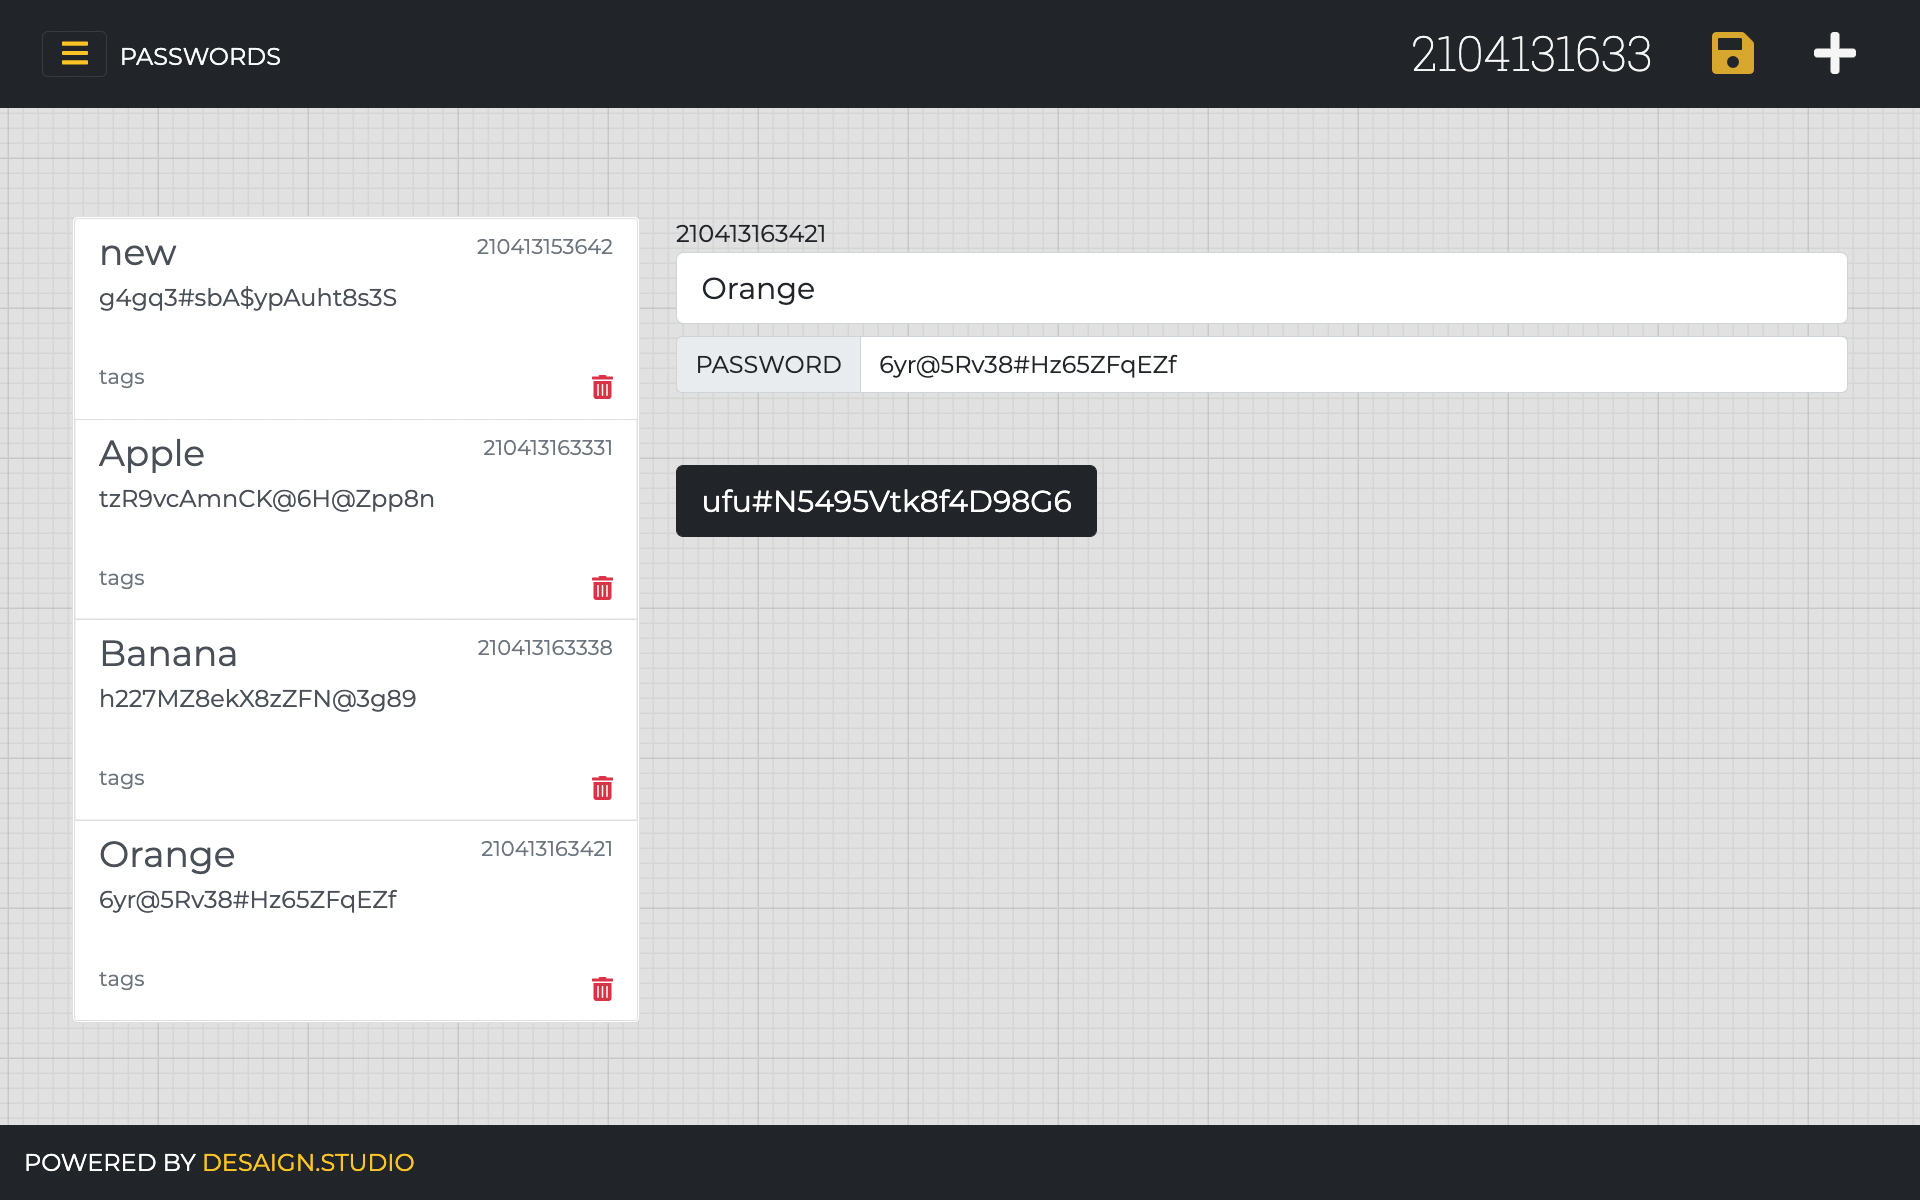 PASSWORDS
2104131633
new
210413153642
g4gq3#sbA$ypAuht8s3S
tags
Apple
210413163331
tzR9vcAmnCK@6H@Zpp8n
tags
Banana
210413163338
h227MZ8ekX8zZFN@3g89
tags
Orange
210413163421
6yr@5Rv38#Hz65ZFqEZf
tags
210413163421
Orange
PASSWORD 6yr@5Rv38#Hz65ZFqEZf
ufu#N5495Vtk8f4D98G6
POWERED BY DESAIGN.STUDIO